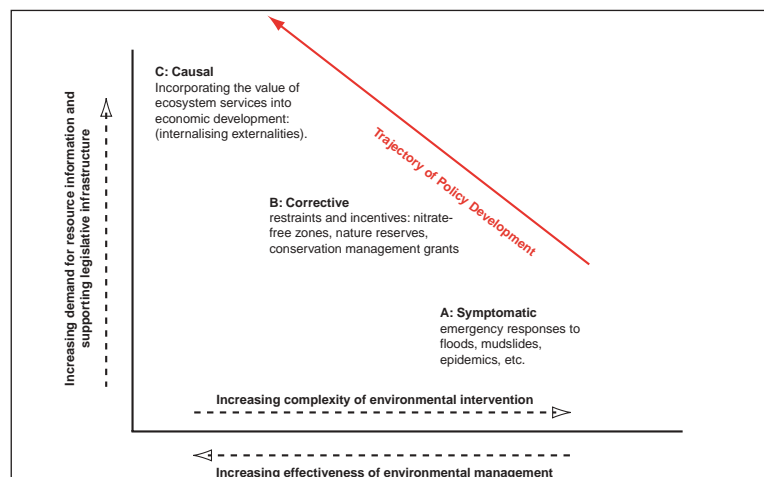 C: Causal
Incorporating the value of
ecosystem services into
economic development:
(internalising externalities).
Trajectory of Policy Development
B: Corrective
restraints and incentives: nitrate-
free zones, nature reserves,
conservation management grants
A: Symptomatic
emergency responses to
floods, mudslides,
epidemics, etc.
Increasing demand for resource information and
supporting legislative infrastructure
Increasing complexity of environmental intervention
Increasing effectiveness of environmental management